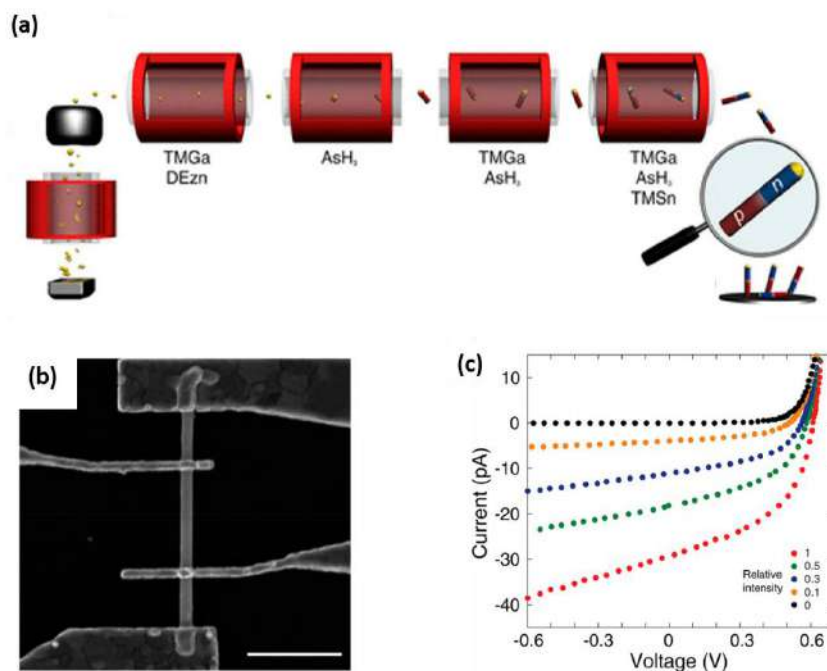 (a)
TMGa
DEzn
AsH₃
TMGa
AsH₃
TMGa
AsH₃
TMSn
p n
(b)
(c)
10
0
-10
-20
-30
-40
Current (pA)
-0.6 -0.3 0 0.3 0.6
Voltage (V)
Relative
intensity
1
0.5
0.3
0.1
0